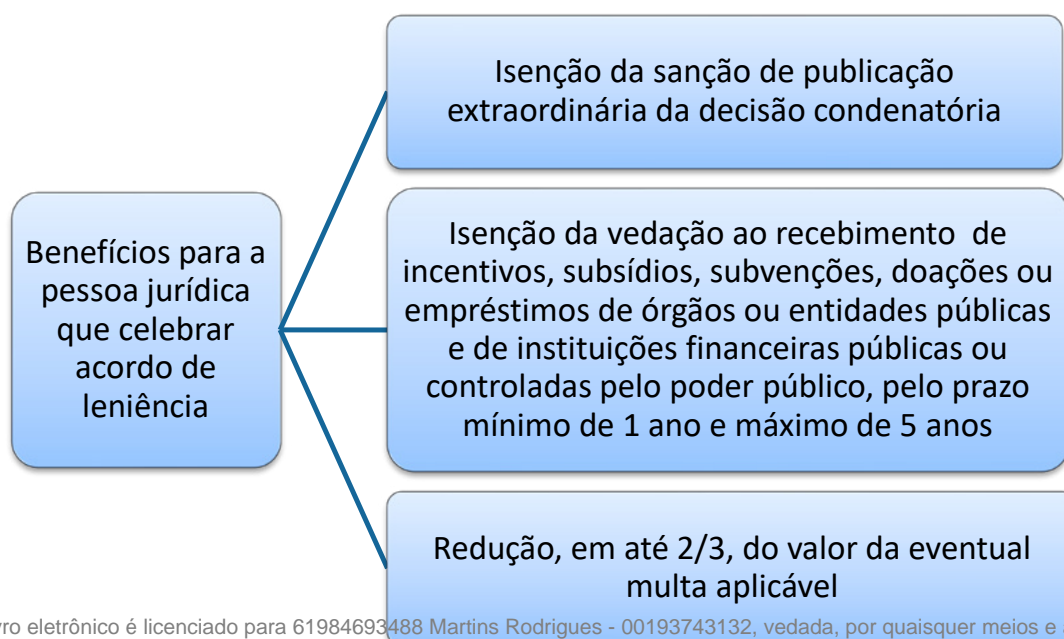 Isenção da sanção de publicação
extraordinária da decisão condenatória
Benefícios para a
pessoa jurídica
que celebrar
acordo de
leniência
Isenção da vedação ao recebimento de
incentivos, subsídios, subvenções, doações ou
empréstimos de órgãos ou entidades públicas
e de instituições financeiras públicas ou
controladas pelo poder público, pelo prazo
mínimo de 1 ano e máximo de 5 anos
Redução, em até 2/3, do valor da eventual
multa aplicável
ro eletrônico é licenciado para 61984693488 Martins Rodrigues - 00193743132, vedada, por quaisquer meios e